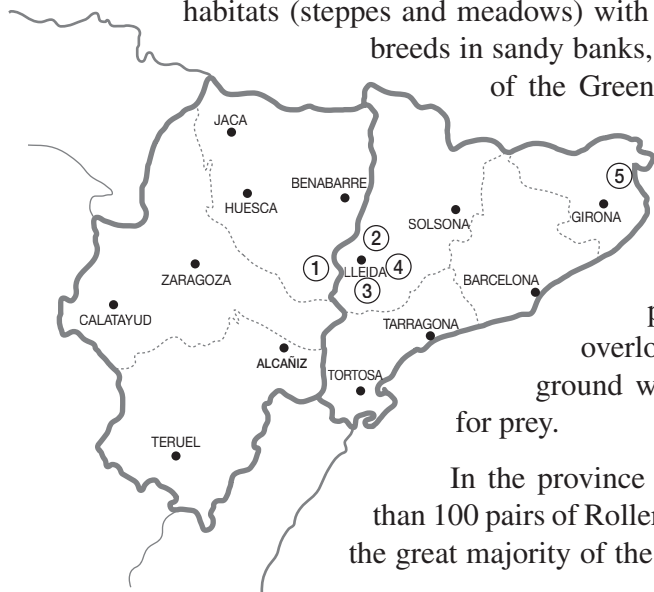 habitats (steppes and meadows) with
breeds in sandy banks,
of the Green
JACA
BENABARRE
HUESCA
SOLSONA
5
GIRONA
2
1
LLEIDA
4
3
ZARAGOZA
BARCELONA
CALATAYUD
TARRAGONA
ALCAÑIZ
TORTOSA
overlo
ground w
for prey.
TERUEL
In the province
than 100 pairs of Roller
the great majority of the